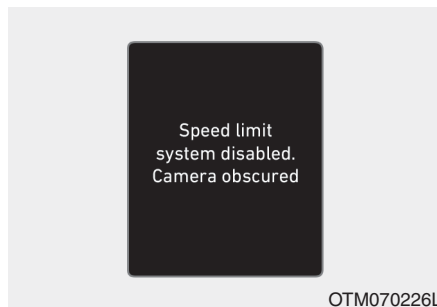 Speed limit
system disabled.
Camera obscured
OTM070226L